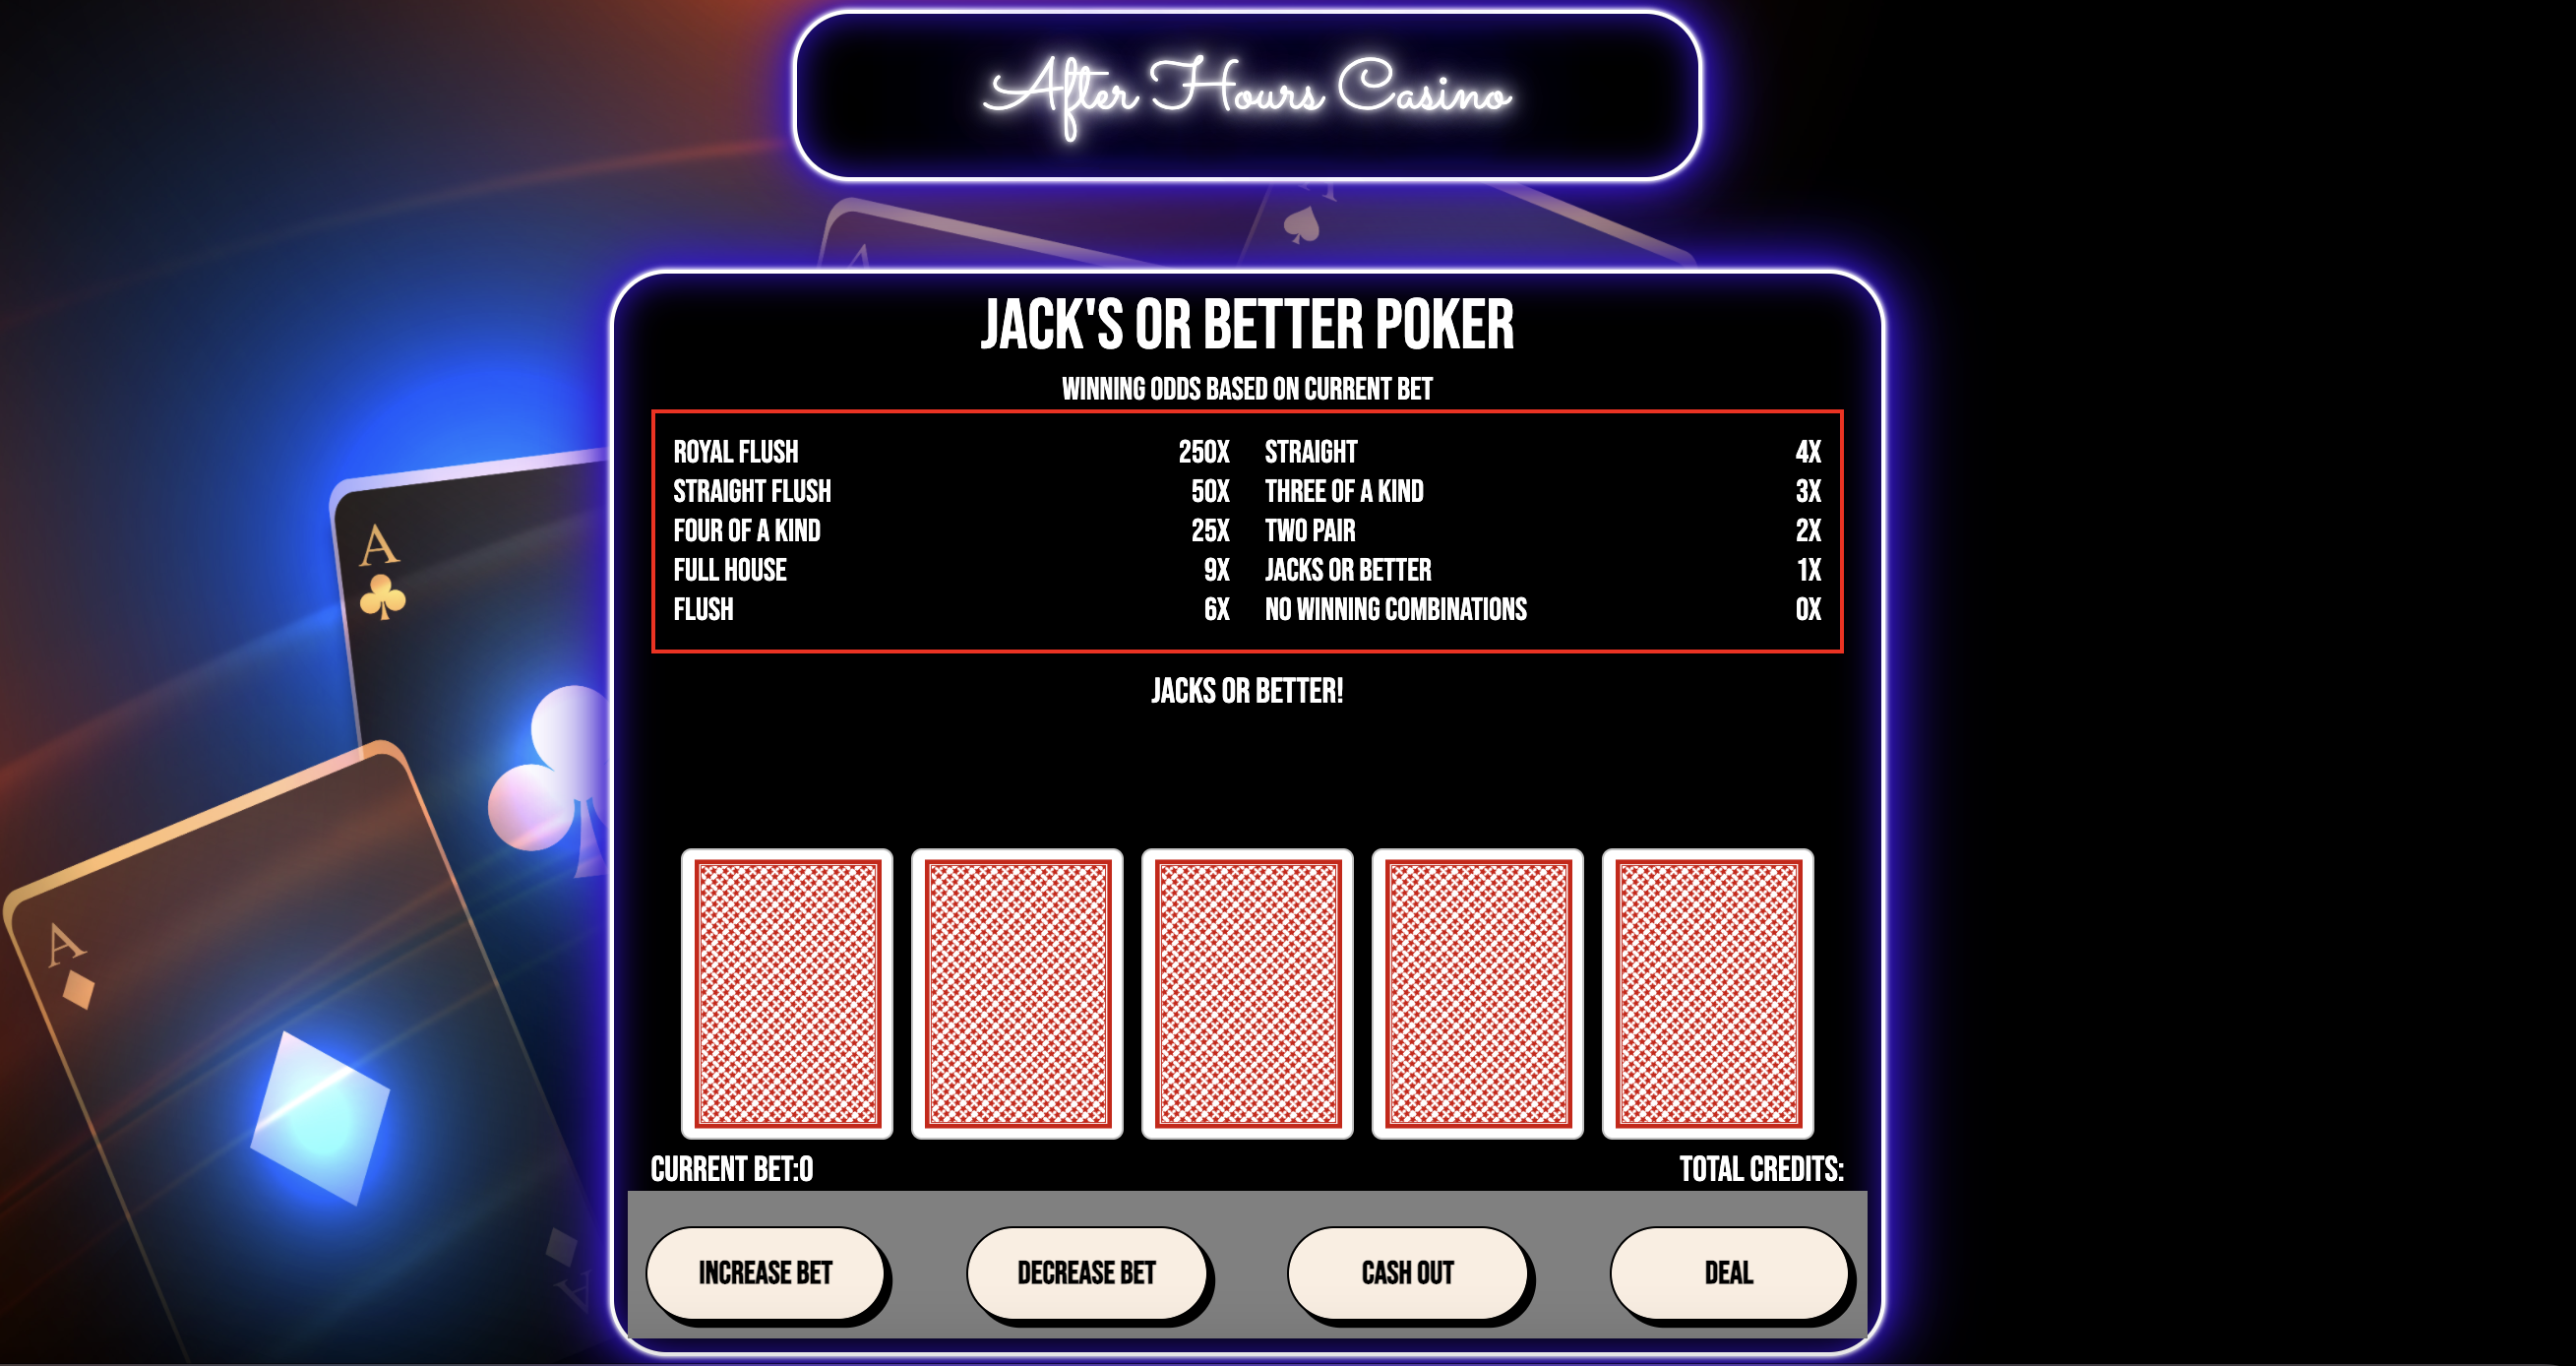 After Hours Casino
JACK'S OR BETTER POKER
WINNING ODDS BASED ON CURRENT BET
ROYAL FLUSH 250X STRAIGHT 4X
STRAIGHT FLUSH 50X THREE OF A KIND 3X
FOUR OF A KIND 25X TWO PAIR 2X
FULL HOUSE 9X JACKS OR BETTER 1X
FLUSH 6X NO WINNING COMBINATIONS 0X
JACKS OR BETTER!
A
A
A
A
CURRENT BET:0 TOTAL CREDITS:
INCREASE BET DECREASE BET CASH OUT DEAL